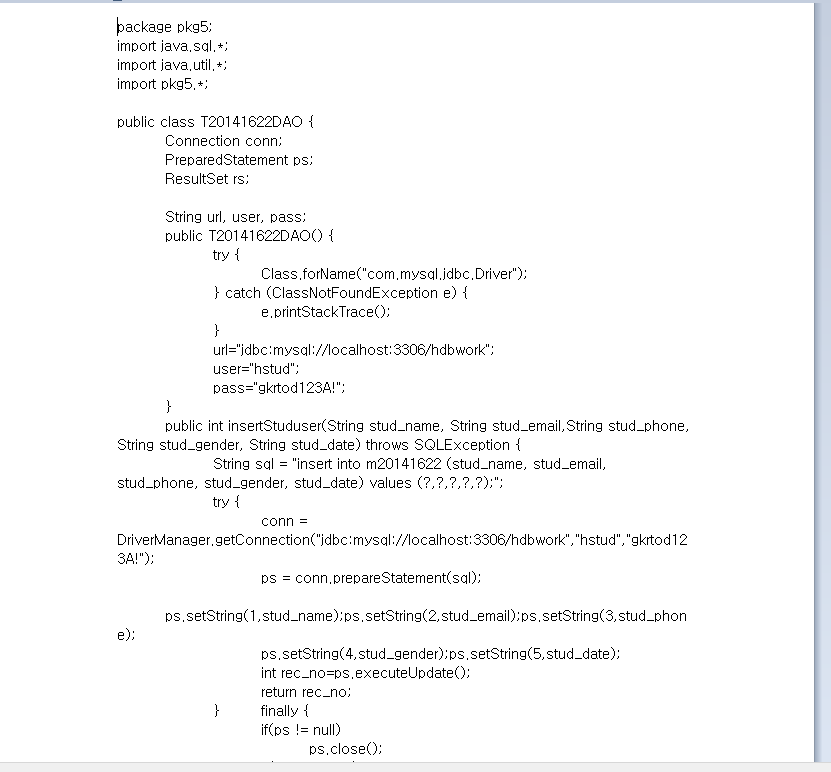 package pkg5;
import java.sql.*;
import java.util.*;
import pkg5.*;
public class T20141622DAO {
Connection conn;
PreparedStatement ps;
ResultSet rs;
String url, user, pass;
public T20141622DAO() {
try {
Class.forName("com.mysql.jdbc.Driver");
} catch (ClassNotFoundException e) {
e.printStackTrace();
}
url="jdbc:mysql://localhost:3306/hdbwork";
user="hstud";
pass="gkrtod123A!";
}
public int insertStuduser(String stud_name, String stud_email,String stud_phone,
String stud_gender, String stud_date) throws SQLException {
String sql = "insert into m20141622 (stud_name, stud_email,
stud_phone, stud_gender, stud_date) values (?,?,?,?,?);";
try {
conn =
DriverManager.getConnection("jdbc:mysql://localhost:3306/hdbwork","hstud","gkrtod12
3A!");
ps = conn.prepareStatement(sql);
ps.setString(1,stud_name);ps.setString(2,stud_email);ps.setString(3,stud_phon
e);
ps.setString(4,stud_gender);ps.setString(5,stud_date);
int rec_no=ps.executeUpdate();
return rec_no;
} finally {
if(ps != null)
ps.close();